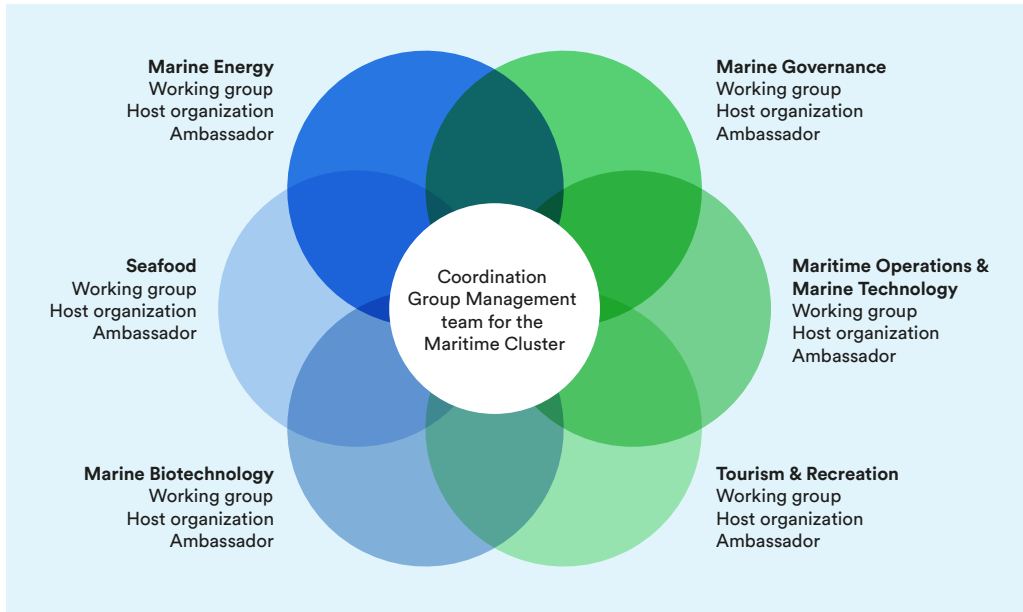 Marine Energy
Working group
Host organization
Ambassador
Marine Governance
Working group
Host organization
Ambassador
Seafood
Working group
Host organization
Ambassador
Coordination
Group Management
team for the
Maritime Cluster
Maritime Operations &
Marine Technology
Working group
Host organization
Ambassador
Marine Biotechnology
Working group
Host organization
Ambassador
Tourism & Recreation
Working group
Host organization
Ambassador